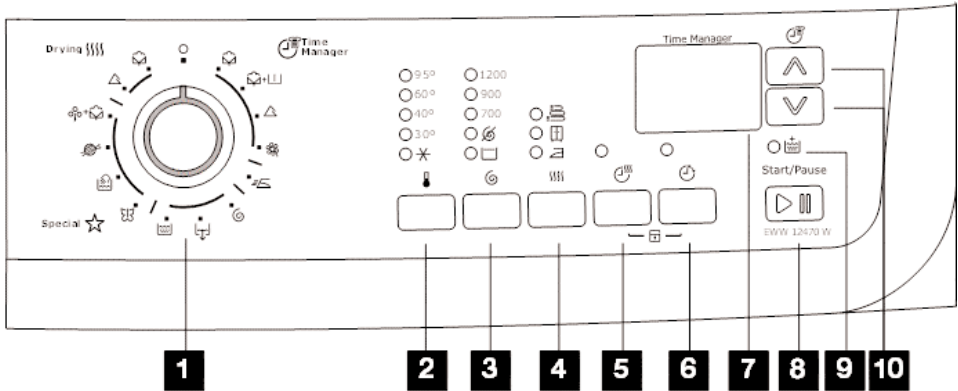 Drying
Time
Manager
Special
95°
60°
40°
30°
1200
900
700
Time Manager
Start/Pause
EWW 12470 W
1
2
3
4
5
6
7
8
9
10